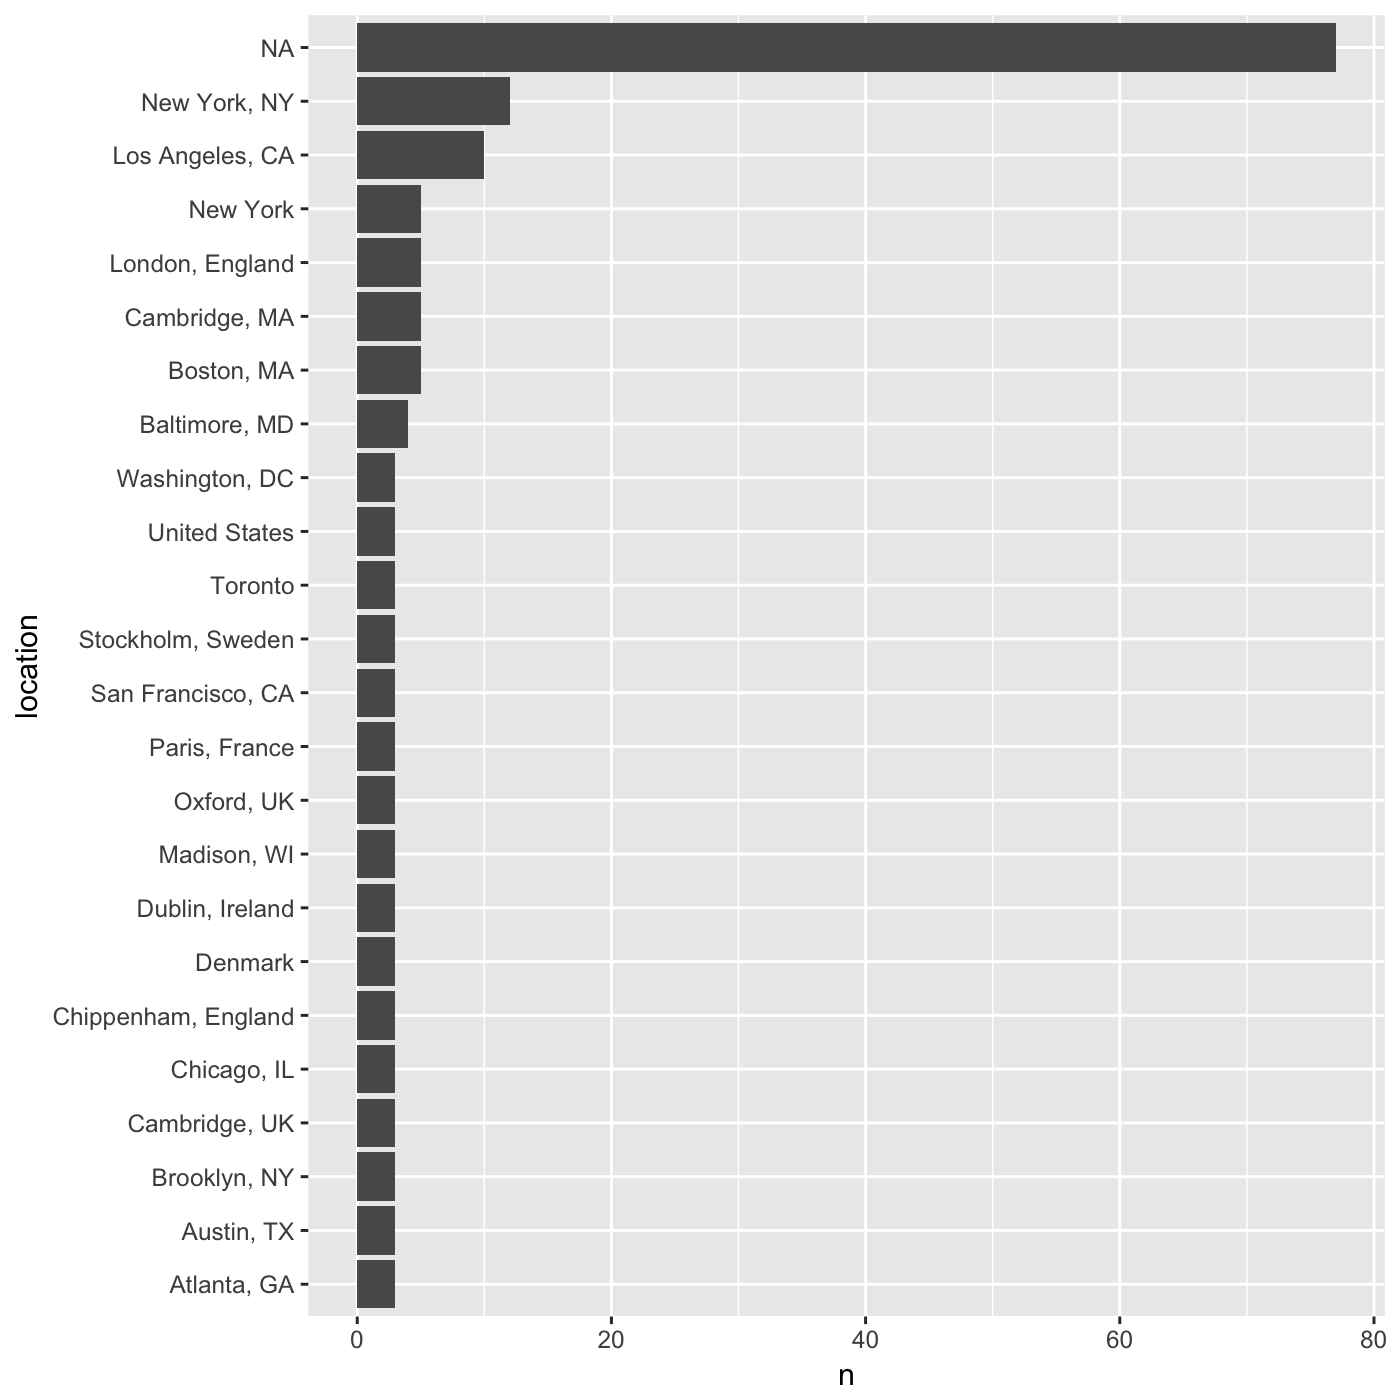 NA
New York, NY
Los Angeles, CA
New York
London, England
Cambridge, MA
Boston, MA
Baltimore, MD
Washington, DC
United States
Toronto
Stockholm, Sweden
San Francisco, CA
Paris, France
Oxford, UK
Madison, WI
Dublin, Ireland
Denmark
Chippenham, England
Chicago, IL
Cambridge, UK
Brooklyn, NY
Austin, TX
Atlanta, GA
location
0 20 40 60 80
n